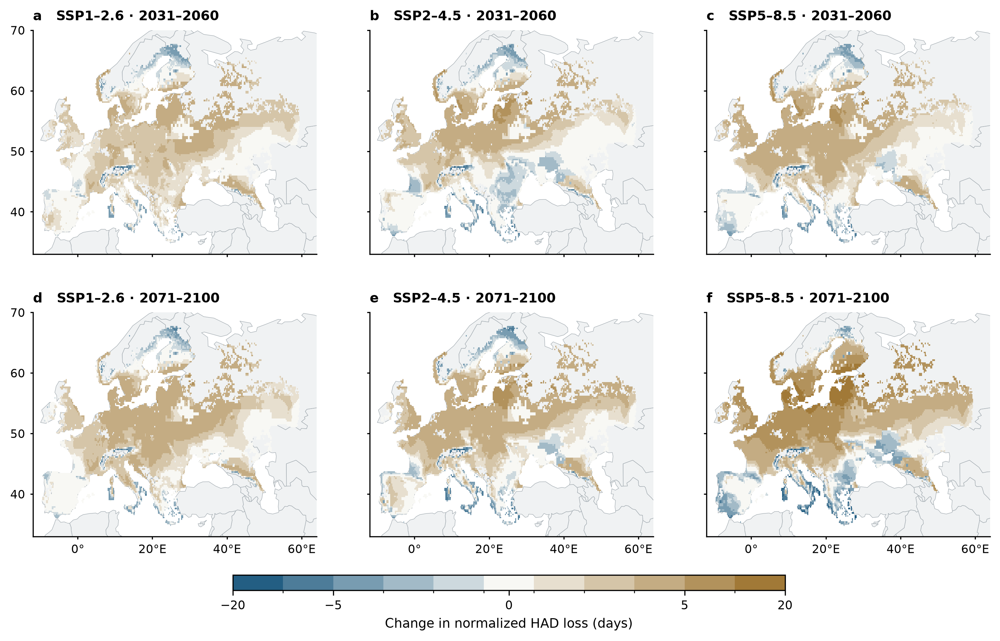 a SSP1–2.6 · 2031–2060
b SSP2–4.5 · 2031–2060
c SSP5–8.5 · 2031–2060
70
60
50
40
d SSP1–2.6 · 2071–2100
e SSP2–4.5 · 2071–2100
f SSP5–8.5 · 2071–2100
70
60
50
40
0° 20°E 40°E 60°E
0° 20°E 40°E 60°E
0° 20°E 40°E 60°E
−20 −5 0 5 20
Change in normalized HAD loss (days)